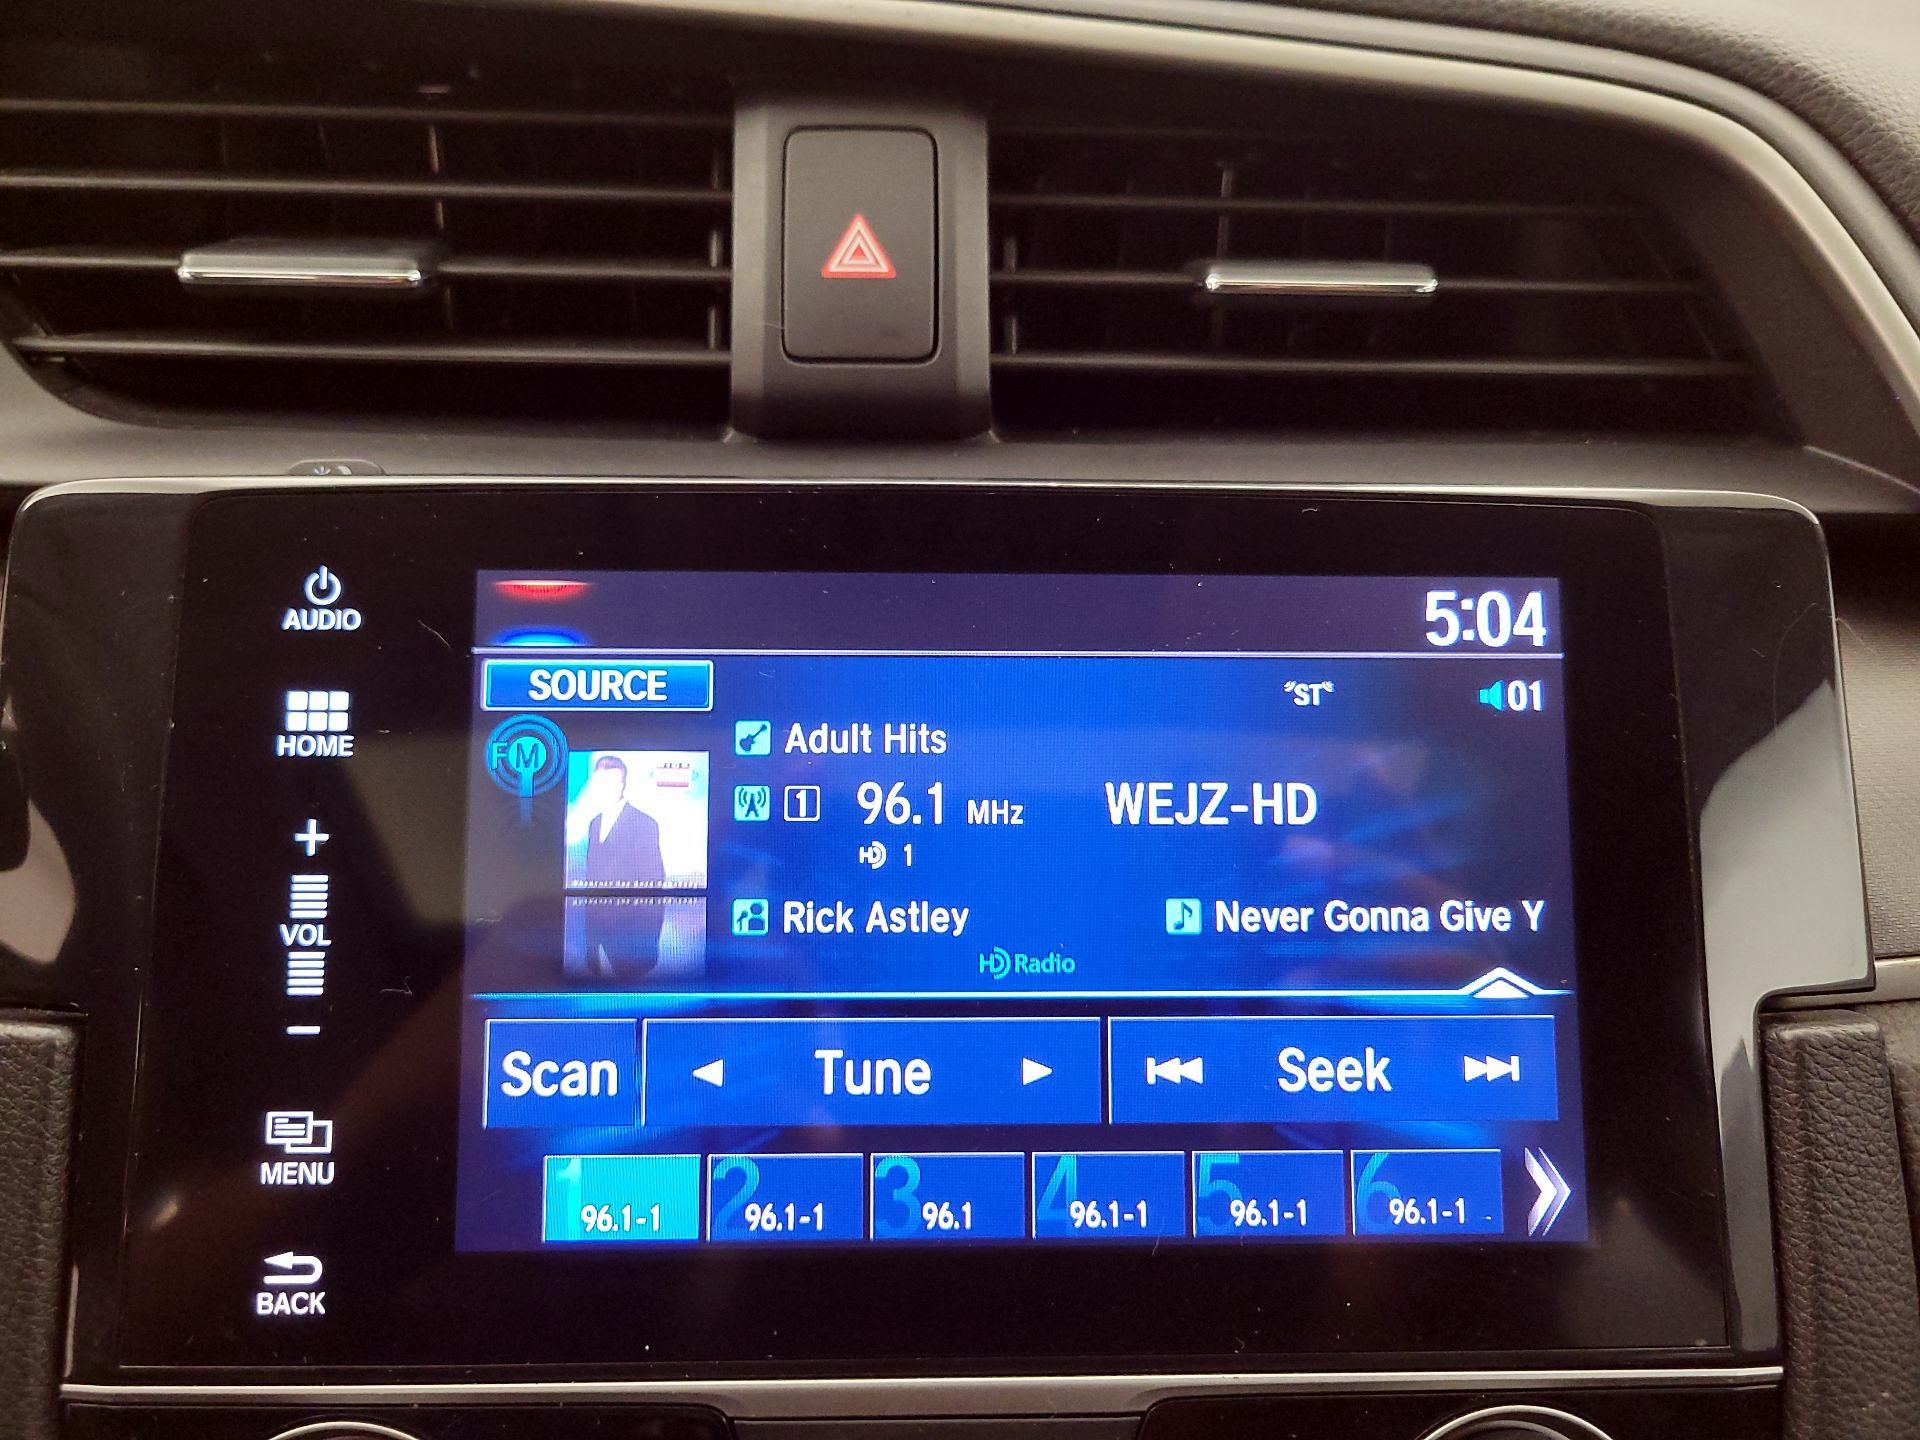 5:04
AUDIO
SOURCE
"ST"
01
HOME
FM
Adult Hits
1 96.1 MHz WEJZ-HD
HD 1
+
VOL
-
Rick Astley
Never Gonna Give Y
HD Radio
Scan
Tune
Seek
MENU
1 96.1-1
2 96.1-1
3 96.1
4 96.1-1
5 96.1-1
6 96.1-1
BACK